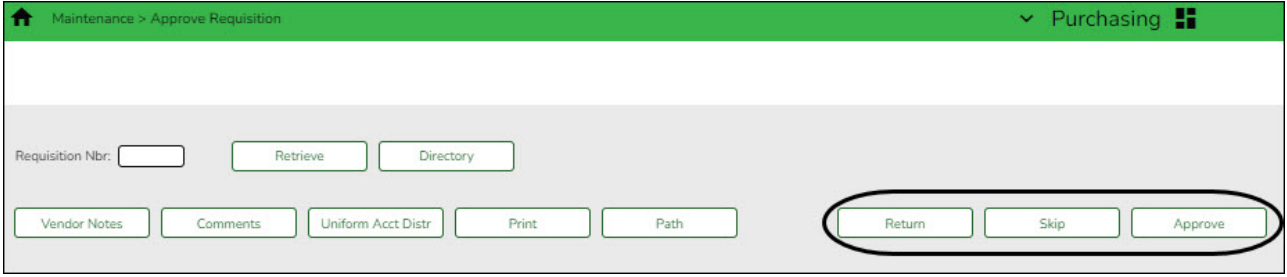 Maintenance > Approve Requisition Purchasing
Requisition Nbr: Retrieve Directory
Vendor Notes Comments Uniform Acct Distr Print Path Return Skip Approve